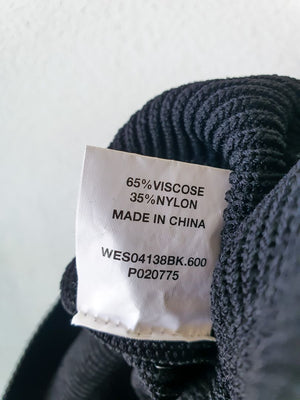 65%VISCOSE
35%NYLON
MADE IN CHINA
WES04138BK.600
P020775